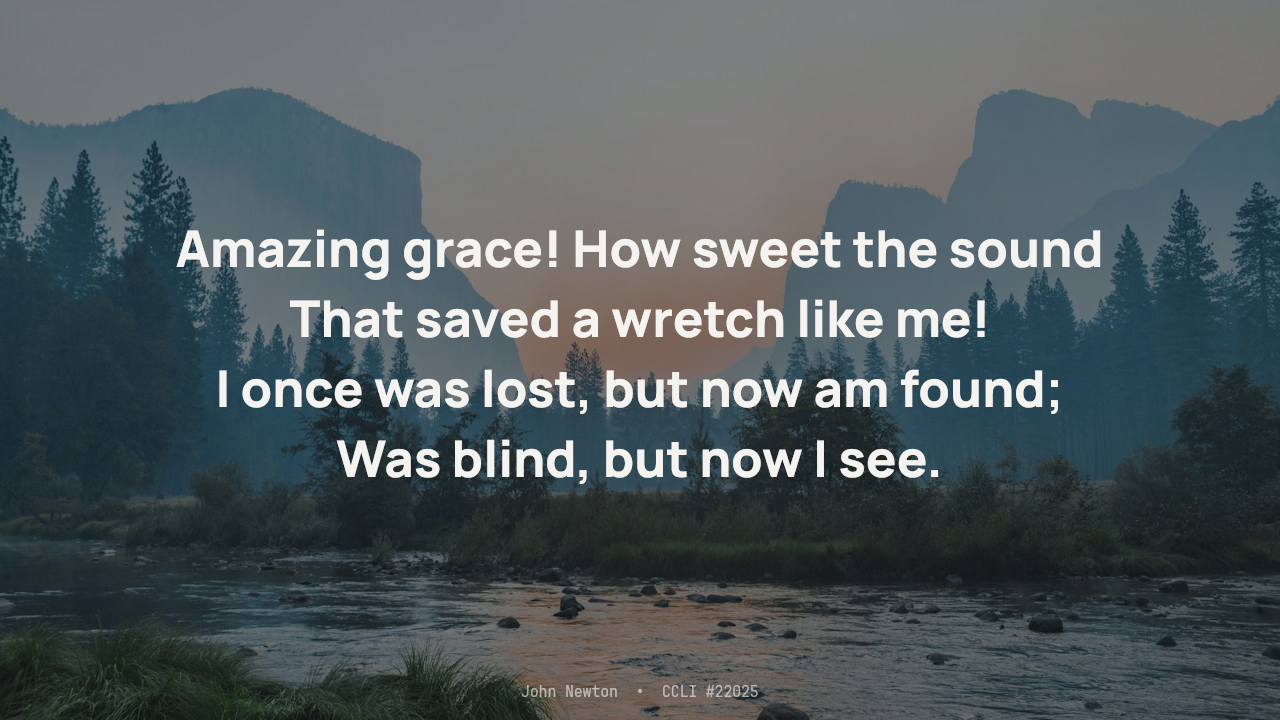 Amazing grace! How sweet the sound
That saved a wretch like me!
I once was lost, but now am found;
Was blind, but now I see.
John Newton • CCLI #22025